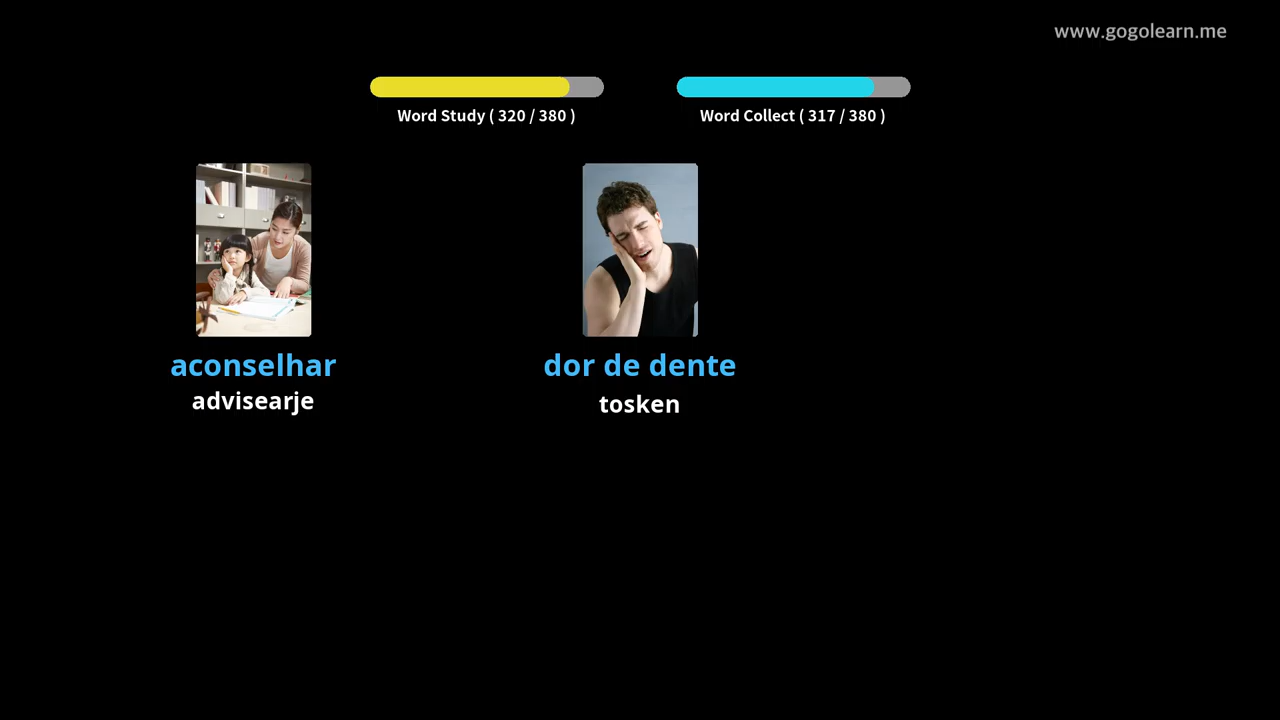 www.gogolearn.me
Word Study ( 320 / 380 )
Word Collect ( 317 / 380 )
aconselhar
advisearje
dor de dente
tosken